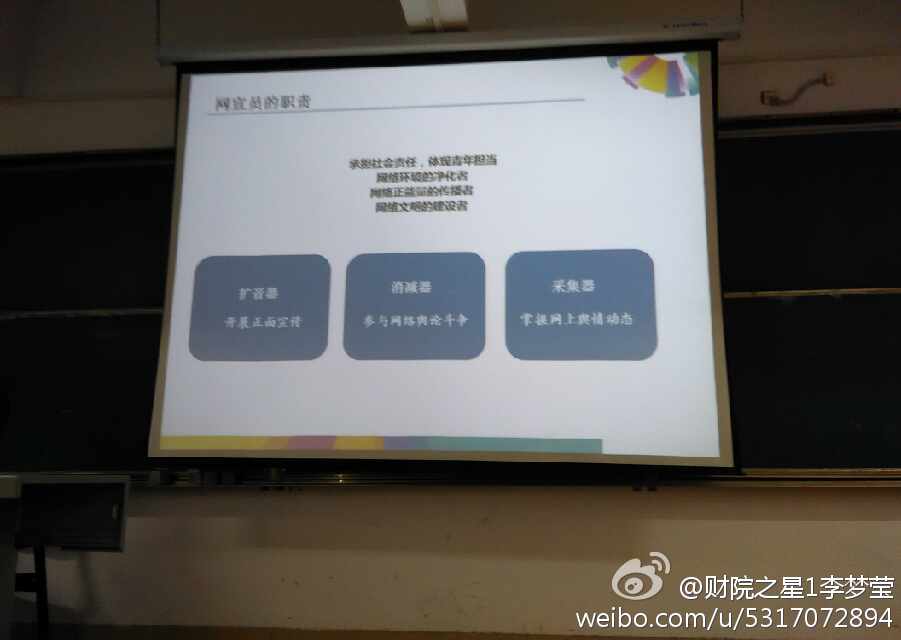 网宣员的职责
承担社会责任，体现青年担当
网络环境的净化者
网络正能量的传播者
网络文明的建设者
扩音器
开展正面宣传
消减器
参与网络舆论斗争
采集器
掌握网上舆情动态
@财院之星1李梦莹
weibo.com/u/5317072894